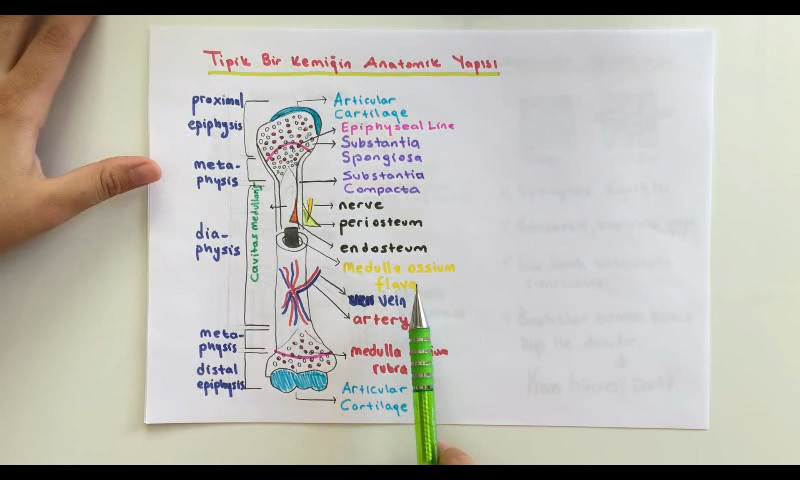 Tipik Bir Kemiğin Anatomik Yapısı
proximal
epiphysis
meta-
physis
dia-
physis
meta-
physis
distal
epiphysis
Cavitas medullaris
Articular
Cartilage
Epiphyseal Line
Substantia
Spongiosa
Substantia
Compacta
nerve
periosteum
endosteum
medulla ossium
flava
vein
artery
medulla
rubra
Articular
Cortilage